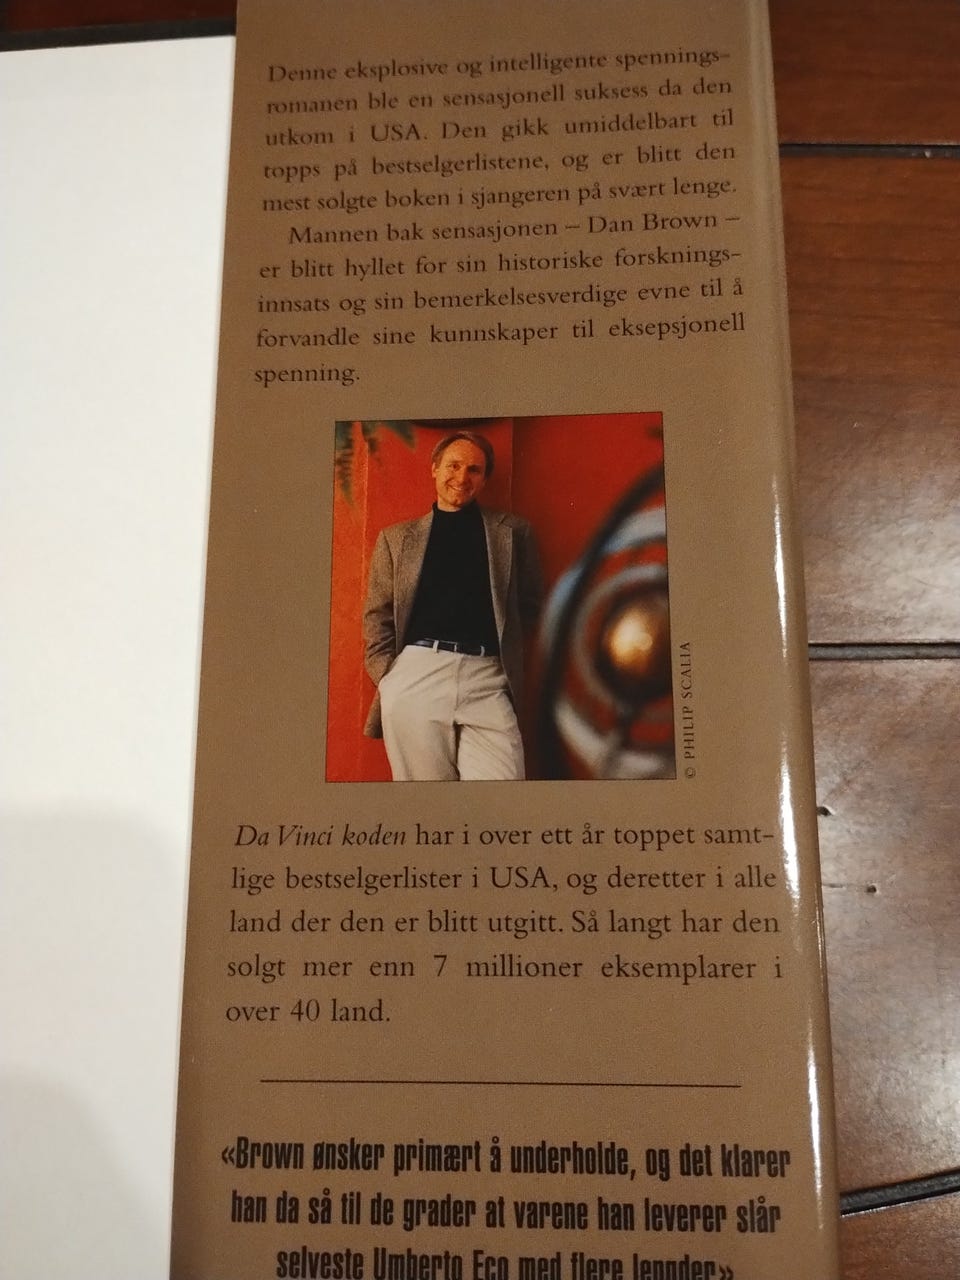 Denne eksplosive og intelligente spennings-
romanen ble en sensasjonell suksess da den
utkom i USA. Den gikk umiddelbart til
topps på bestselgerlistene, og er blitt den
mest solgte boken i sjangeren på svært lenge.
Mannen bak sensasjonen – Dan Brown –
er blitt hyllet for sin historiske forsknings-
innsats og sin bemerkelsesverdige evne til å
forvandle sine kunnskaper til eksepsjonell
spenning.
© PHILIP SCALIA
Da Vinci koden har i over ett år toppet samt-
lige bestselgerlister i USA, og deretter i alle
land der den er blitt utgitt. Så langt har den
solgt mer enn 7 millioner eksemplarer i
over 40 land.
«Brown ønsker primært å underholde, og det klarer
han da så til de grader at varene han leverer slår
selveste Umberto Eco med flere lengder»